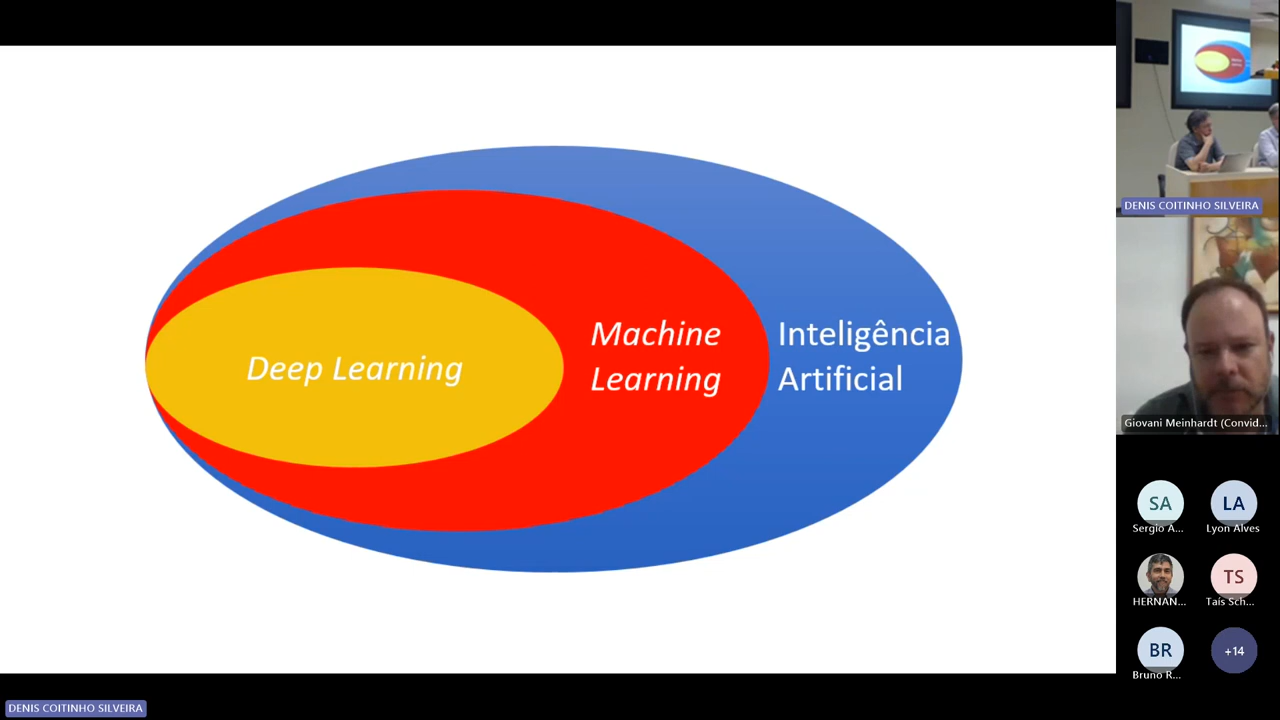 Deep Learning
Machine
Learning
Inteligência
Artificial
DENIS COITINHO SILVEIRA
Giovani Meinhardt (Convid...
SA
Sergio A...
LA
Lyon Alves
HERNAN...
TS
Taís Sch...
BR
Bruno R...
+14
DENIS COITINHO SILVEIRA